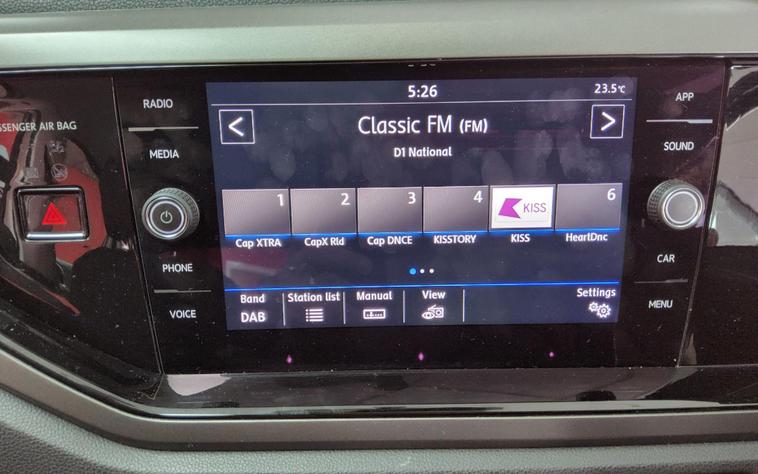 5:26
23.5°C
RADIO
APP
SSENGER AIR BAG
<
Classic FM (FM)
>
MEDIA
D1 National
SOUND
1
2
3
4
KISS
6
Cap XTRA
CapX Rld
Cap DNCE
KISSTORY
KISS
HeartDnc
PHONE
CAR
Band
Station list
Manual
View
Settings
DAB
VOICE
MENU